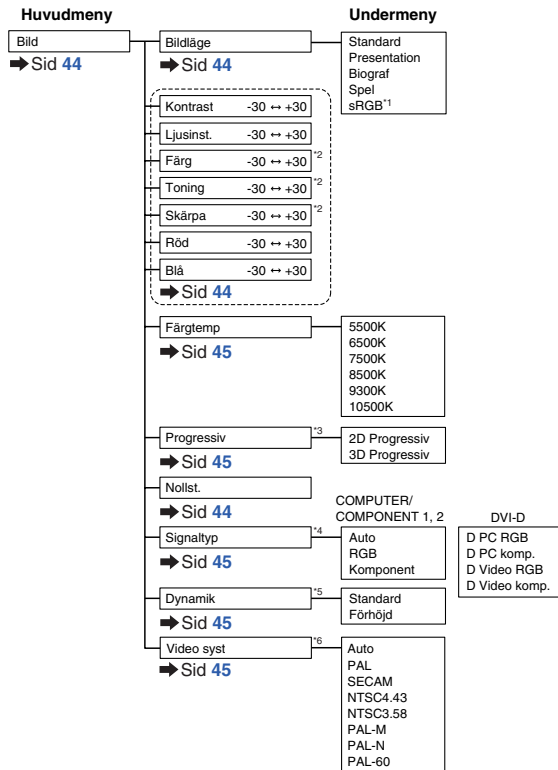 Huvudmeny
Undermeny
Bild
➡ Sid 44
Bildläge
➡ Sid 44
Standard
Presentation
Biograf
Spel
sRGB*1
Kontrast -30 ↔ +30
Ljusinst. -30 ↔ +30
Färg -30 ↔ +30 *2
Toning -30 ↔ +30 *2
Skärpa -30 ↔ +30 *2
Röd -30 ↔ +30
Blå -30 ↔ +30
➡ Sid 44
Färgtemp
➡ Sid 45
5500K
6500K
7500K
8500K
9300K
10500K
Progressiv *3
➡ Sid 45
2D Progressiv
3D Progressiv
Nollst.
➡ Sid 44
COMPUTER/
COMPONENT 1, 2
DVI-D
Signaltyp *4
➡ Sid 45
Auto
RGB
Komponent
D PC RGB
D PC komp.
D Video RGB
D Video komp.
Dynamik *5
➡ Sid 45
Standard
Förhöjd
Video syst *6
➡ Sid 45
Auto
PAL
SECAM
NTSC4.43
NTSC3.58
PAL-M
PAL-N
PAL-60